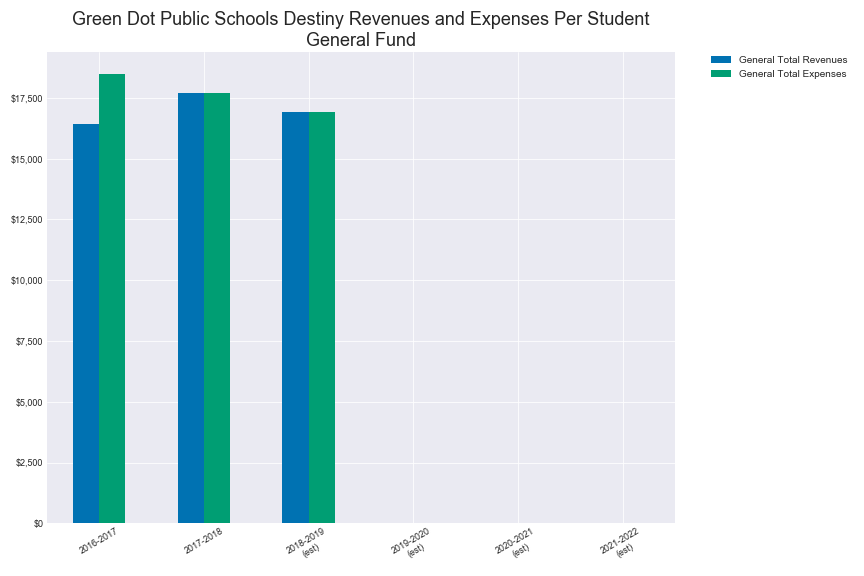 Green Dot Public Schools Destiny Revenues and Expenses Per Student
General Fund
General Total Revenues
General Total Expenses
$17,500
$15,000
$12,500
$10,000
$7,500
$5,000
$2,500
$0
2016-2017
2017-2018
2018-2019
(est)
2019-2020
(est)
2020-2021
(est)
2021-2022
(est)